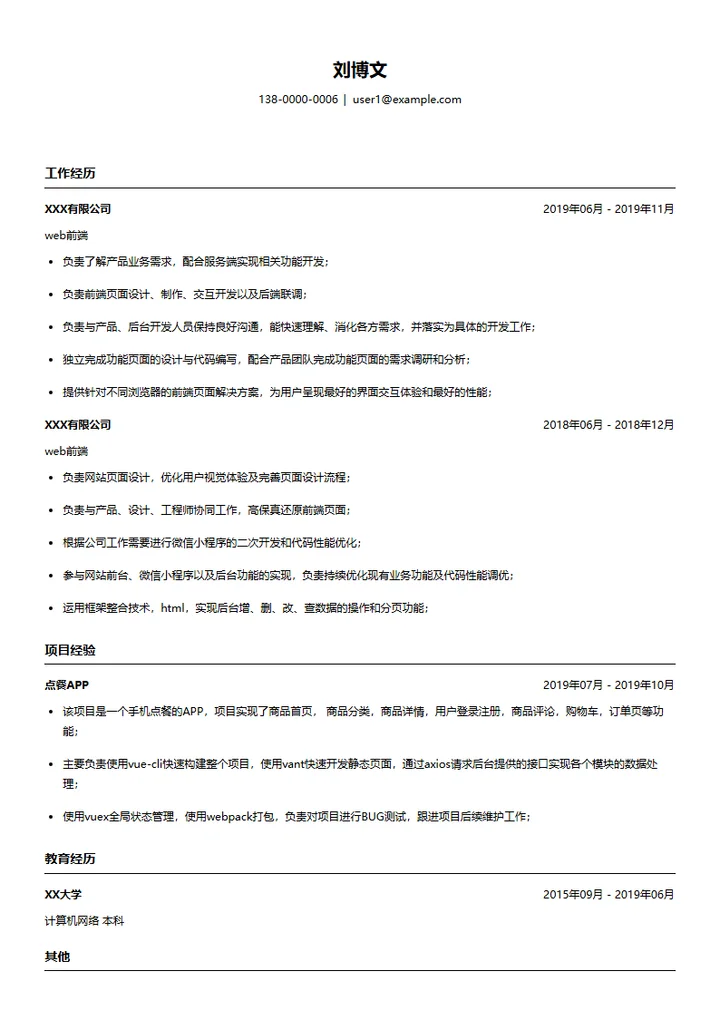 刘博文
138-0000-0006 | user1@example.com
工作经历
XXX有限公司 2019年06月 - 2019年11月
web前端
• 负责了解产品业务需求，配合服务端实现相关功能开发；
• 负责前端页面设计、制作、交互开发以及后端联调；
• 负责与产品、后台开发人员保持良好沟通，能快速理解、消化各方需求，并落实为具体的开发工作；
• 独立完成功能页面的设计与代码编写，配合产品团队完成功能页面的需求调研和分析；
• 提供针对不同浏览器的前端页面解决方案，为用户呈现最好的界面交互体验和最好的性能；
XXX有限公司 2018年06月 - 2018年12月
web前端
• 负责网站页面设计，优化用户视觉体验及完善页面设计流程；
• 负责与产品、设计、工程师协同工作，高保真还原前端页面；
• 根据公司工作需要进行微信小程序的二次开发和代码性能优化；
• 参与网站前台、微信小程序以及后台功能的实现，负责持续优化现有业务功能及代码性能调优；
• 运用框架整合技术，html，实现后台增、删、改、查数据的操作和分页功能；
项目经验
点餐APP 2019年07月 - 2019年10月
• 该项目是一个手机点餐的APP，项目实现了商品首页， 商品分类，商品详情，用户登录注册，商品评论，购物车，订单页等功
能；
• 主要负责使用vue-cli快速构建整个项目，使用vant快速开发静态页面，通过axios请求后台提供的接口实现各个模块的数据处
理；
• 使用vuex全局状态管理，使用webpack打包，负责对项目进行BUG测试，跟进项目后续维护工作；
教育经历
XX大学 2015年09月 - 2019年06月
计算机网络 本科
其他